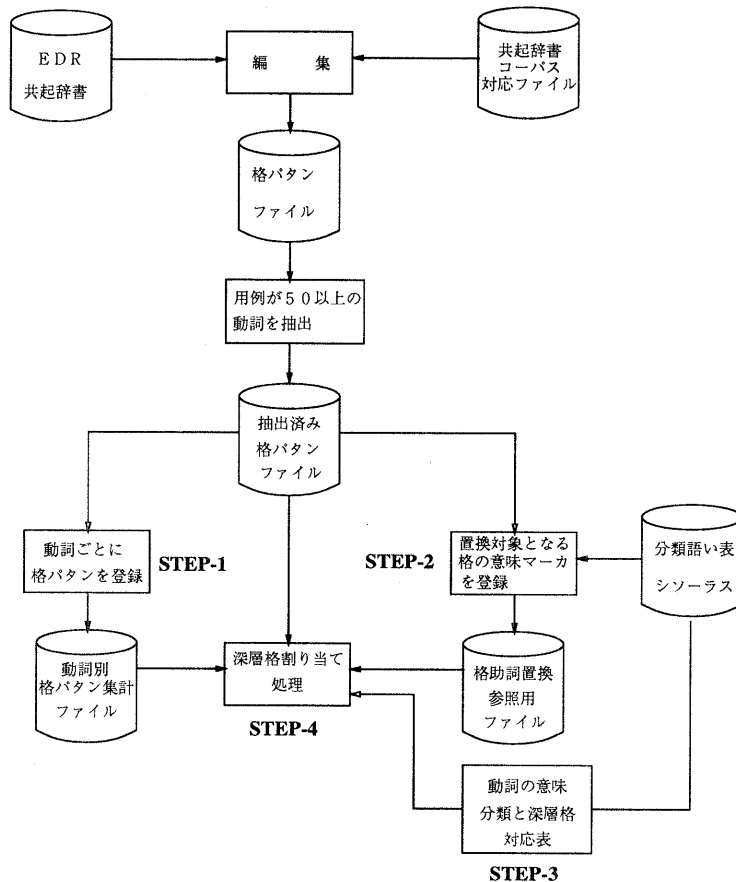 EDR
共起辞書
編　集
共起辞書
コーパス
対応ファイル
格パタン
ファイル
用例が５０以上の
動詞を抽出
抽出済み
格パタン
ファイル
動詞ごとに
格パタンを登録
STEP-1
STEP-2
置換対象となる
格の意味マーカ
を登録
分類語い表
シソーラス
動詞別
格パタン集計
ファイル
深層格割り当て
処理
STEP-4
格助詞置換
参照用
ファイル
動詞の意味
分類と深層格
対応表
STEP-3